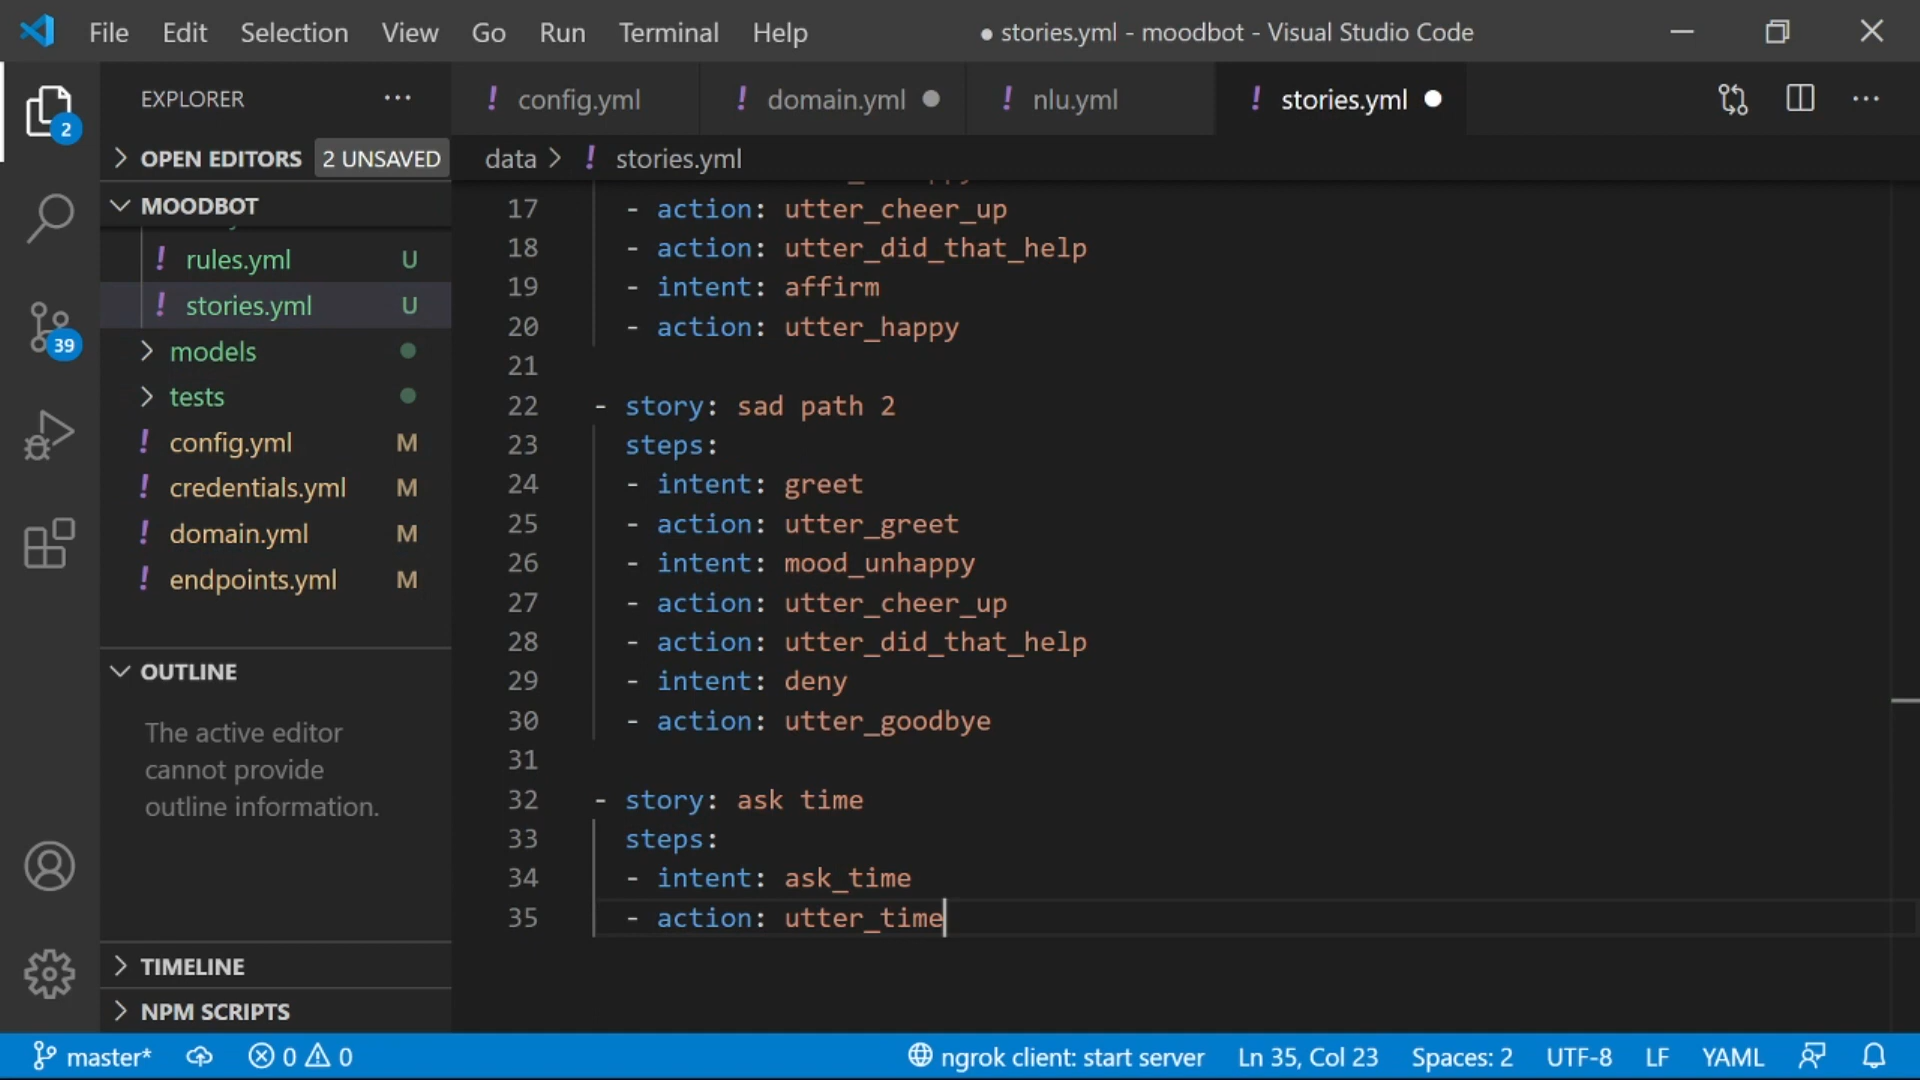 File Edit Selection View Go Run Terminal Help
● stories.yml - moodbot - Visual Studio Code
EXPLORER
! config.yml
! domain.yml ●
! nlu.yml
! stories.yml ●
2
OPEN EDITORS 2 UNSAVED
data > ! stories.yml
MOODBOT
! rules.yml U
! stories.yml U
models
tests
! config.yml M
! credentials.yml M
! domain.yml M
! endpoints.yml M
39
OUTLINE
The active editor
cannot provide
outline information.
TIMELINE
NPM SCRIPTS
17 - action: utter_cheer_up
18 - action: utter_did_that_help
19 - intent: affirm
20 - action: utter_happy
21
22 - story: sad path 2
23 steps:
24 - intent: greet
25 - action: utter_greet
26 - intent: mood_unhappy
27 - action: utter_cheer_up
28 - action: utter_did_that_help
29 - intent: deny
30 - action: utter_goodbye
31
32 - story: ask time
33 steps:
34 - intent: ask_time
35 - action: utter_time
master* 0 0 ngrok client: start server Ln 35, Col 23 Spaces: 2 UTF-8 LF YAML